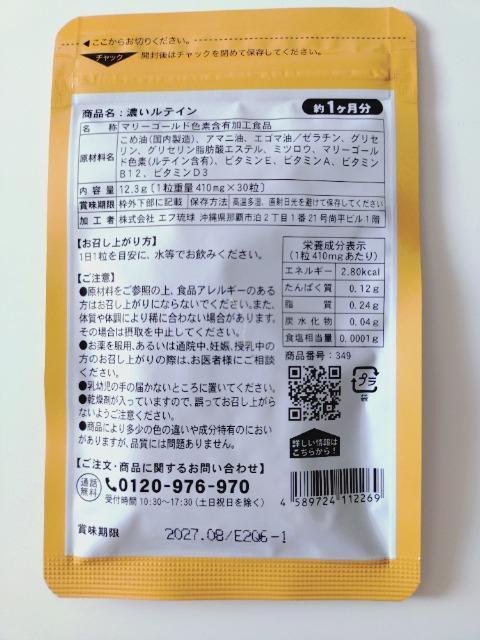 ◀ここからお切りください。
チャック 開封後はチャックを閉めて保存してください。
商品名：濃いルテイン
約1ヶ月分
名称 マリーゴールド色素含有加工食品
原材料名 こめ油(国内製造)、アマニ油、エゴマ油／ゼラチン、グリセ
リン、グリセリン脂肪酸エステル、ミツロウ、マリーゴー
ルド色素(ルテイン含有)、ビタミンE、ビタミンA、ビタミン
B12、ビタミンD3
内容量 12.3g［1粒重量410mg×30粒］
賞味期限 枠外下部に記載 保存方法 高温多湿、直射日光を避けて保存してください
加工者 株式会社 エフ琉球 沖縄県那覇市泊2丁目1番21号尚平ビル1階
【お召し上がり方】
1日1粒を目安に、水等でお飲みください。
【ご注意】
●原材料をご参照の上、食品アレルギーのある
方はお召し上がりにならないでください。また、
体質や体調により稀に合わない場合があります。
その場合は摂取を中止してください。
●お薬を服用、あるいは通院中、妊娠、授乳中の
方のお召し上がりの際は、お医者様にご相談
ください。
●乳幼児の手の届かないところに置いてください。
●乾燥剤が入っていますので、誤ってお召し上がら
ないようご注意ください。
●商品により多少の色の違いや成分特有のにおい
がありますが、品質には問題ありません。
栄養成分表示
(1粒410mgあたり)
エネルギー 2.80kcal
たんぱく質 0.12g
脂質 0.24g
炭水化物 0.04g
食塩相当量 0.0001g
商品番号：349
プラ
袋
詳しい情報は
こちらから！
【ご注文・商品に関するお問い合わせ】
通話
無料
0120-976-970
受付時間 10:30〜17:30（土日祝日を除く）
4 589724 112269
賞味期限 2027.08/E2Q6-1